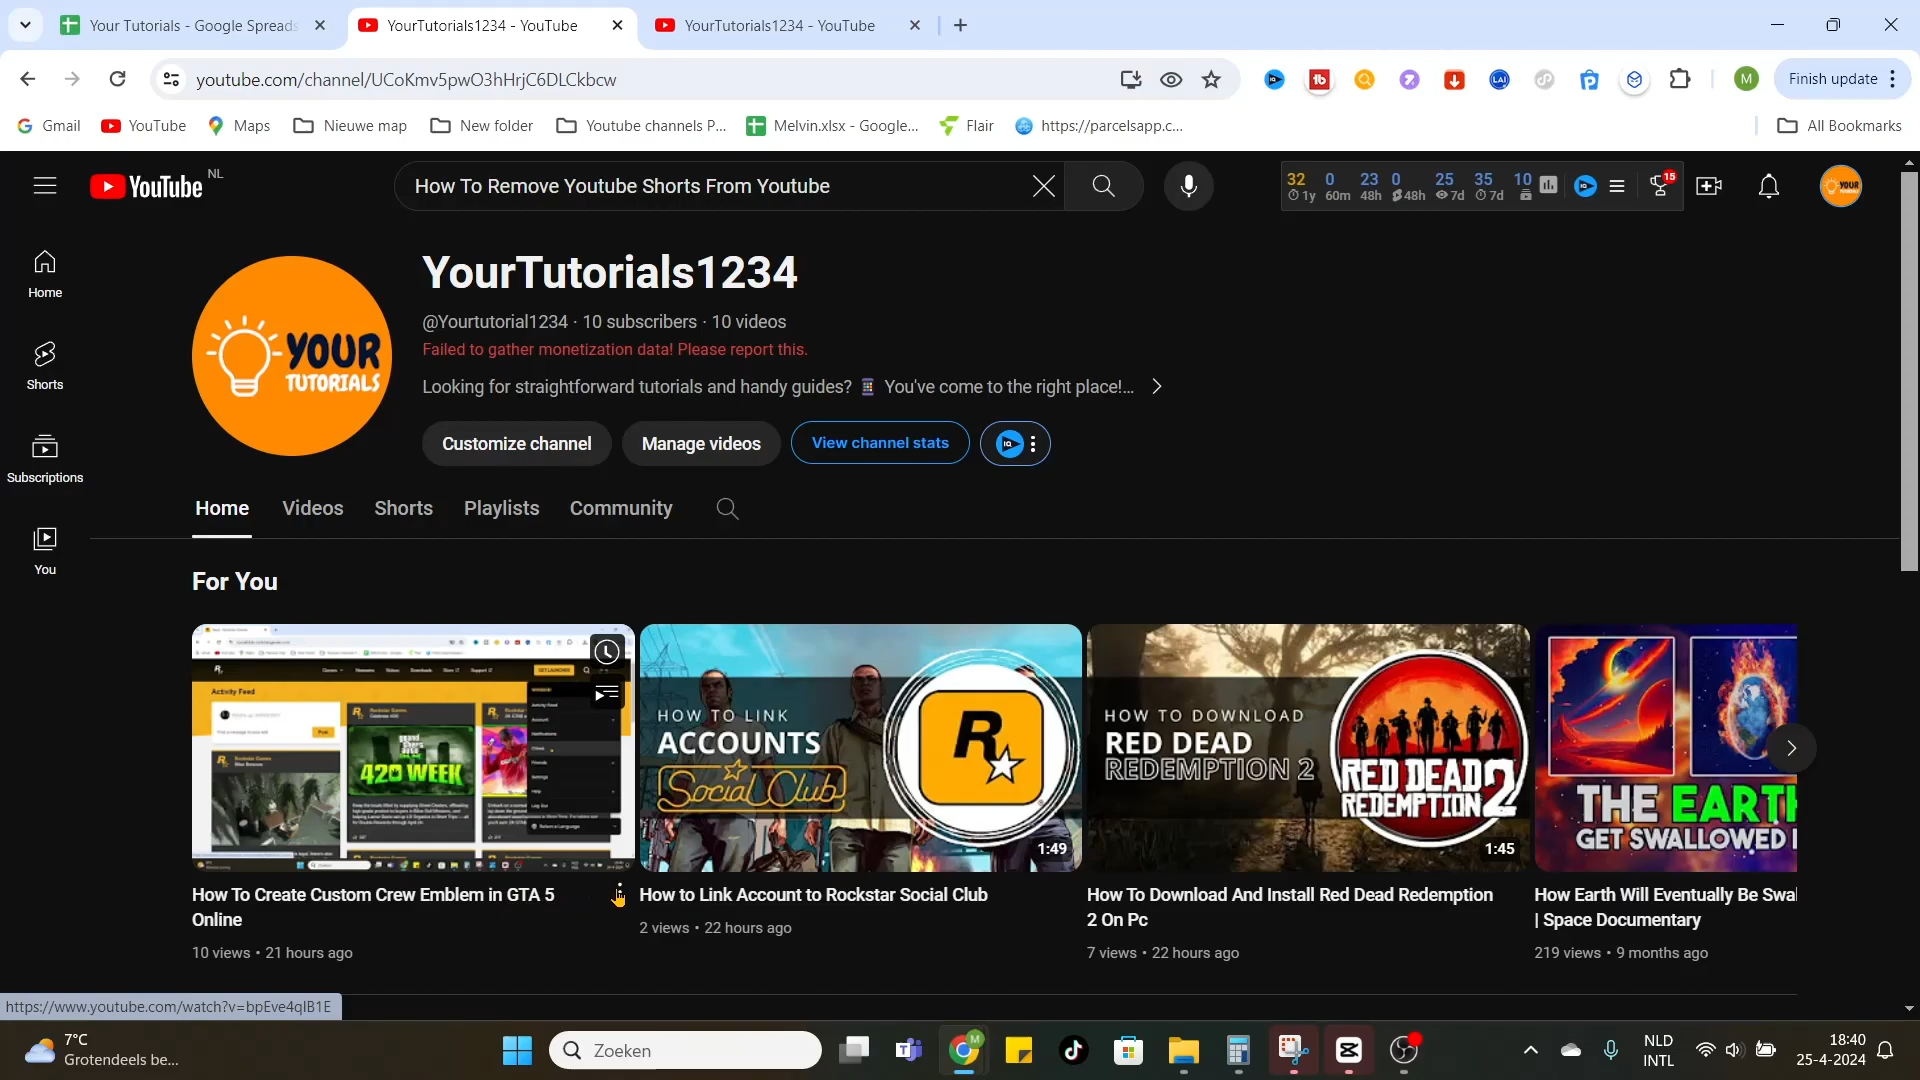 Your Tutorials - Google Spreads
YourTutorials1234 - YouTube
YourTutorials1234 - YouTube
youtube.com/channel/UCoKmv5pwO3hHrjC6DLCkbcw
M
Finish update
Gmail
YouTube
Maps
Nieuwe map
New folder
Youtube channels P...
Melvin.xlsx - Google...
Flair
https://parcelsapp.c...
All Bookmarks
YouTube NL
How To Remove Youtube Shorts From Youtube
32 0 23 0 25 35 10
1y 60m 48h 48h 7d 7d
15
Home
Shorts
Subscriptions
You
YOUR
TUTORIALS
YourTutorials1234
@Yourtutorial1234 · 10 subscribers · 10 videos
Failed to gather monetization data! Please report this.
Looking for straightforward tutorials and handy guides? 📱 You've come to the right place!...
Customize channel
Manage videos
View channel stats
Home
Videos
Shorts
Playlists
Community
For You
Activity Feed
GET LAUNCHER
420 WEEK
HOW TO LINK
ACCOUNTS
Social Club
1:49
HOW TO DOWNLOAD
RED DEAD
REDEMPTION 2
RED DEAD
REDEMPTION 2
1:45
THE EARTH
GET SWALLOWED
How To Create Custom Crew Emblem in GTA 5
Online
10 views • 21 hours ago
How to Link Account to Rockstar Social Club
2 views • 22 hours ago
How To Download And Install Red Dead Redemption
2 On Pc
7 views • 22 hours ago
How Earth Will Eventually Be Swal
| Space Documentary
219 views • 9 months ago
https://www.youtube.com/watch?v=bpEve4qlB1E
7°C
Grotendeels be...
Zoeken
NLD
INTL
18:40
25-4-2024